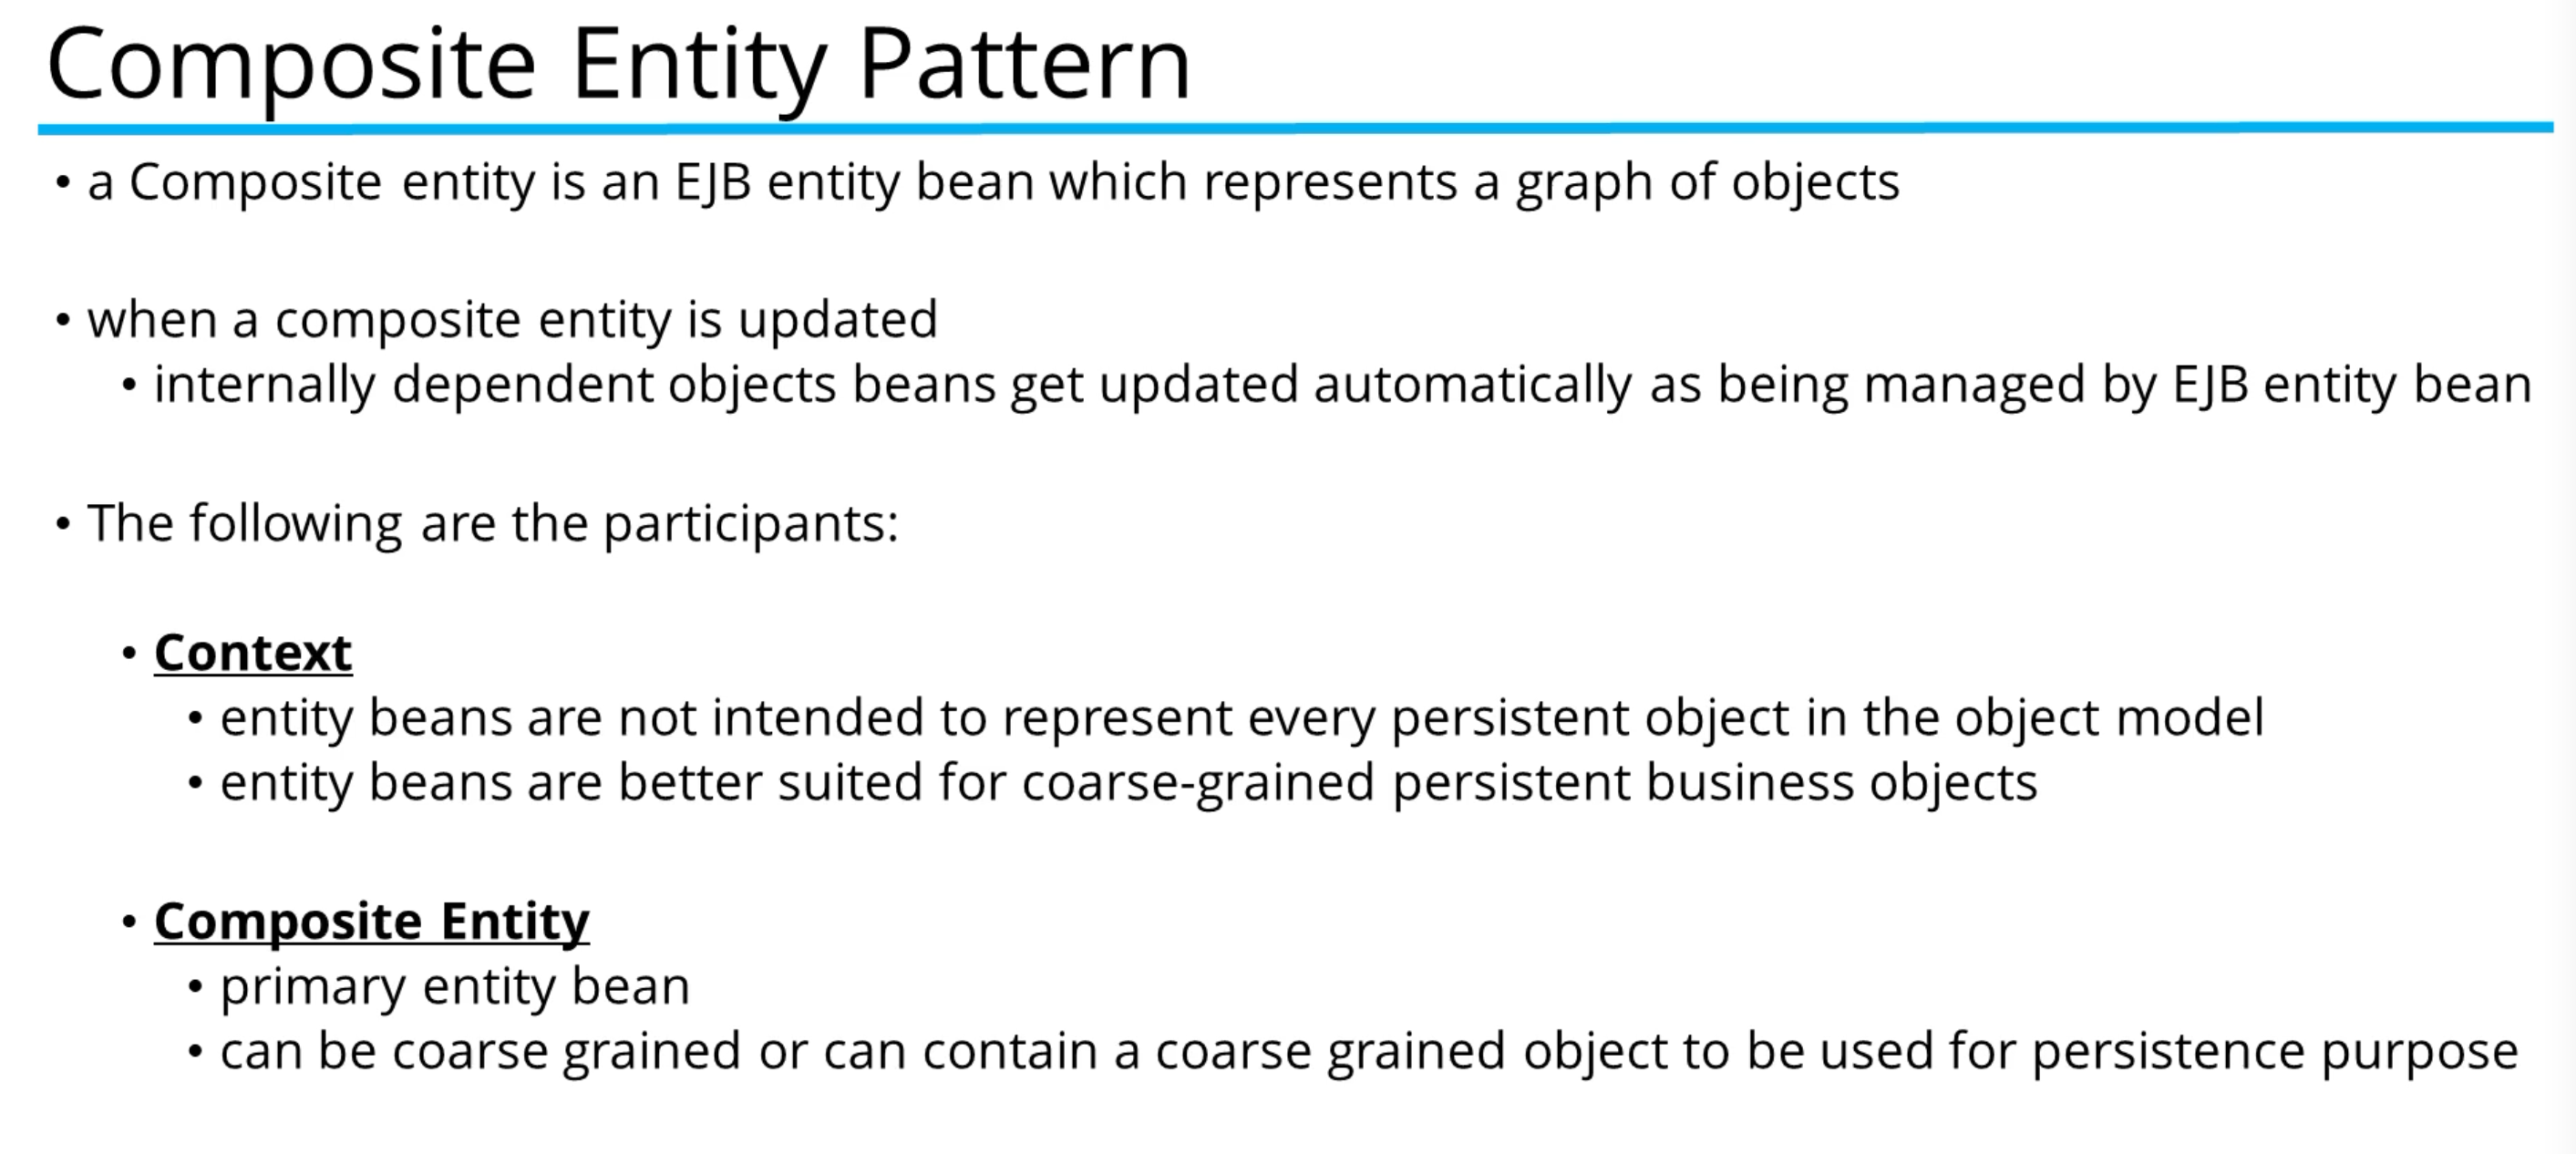 Composite Entity Pattern
• a Composite entity is an EJB entity bean which represents a graph of objects
• when a composite entity is updated
• internally dependent objects beans get updated automatically as being managed by EJB entity bean
• The following are the participants:
• Context
• entity beans are not intended to represent every persistent object in the object model
• entity beans are better suited for coarse-grained persistent business objects
• Composite Entity
• primary entity bean
• can be coarse grained or can contain a coarse grained object to be used for persistence purpose